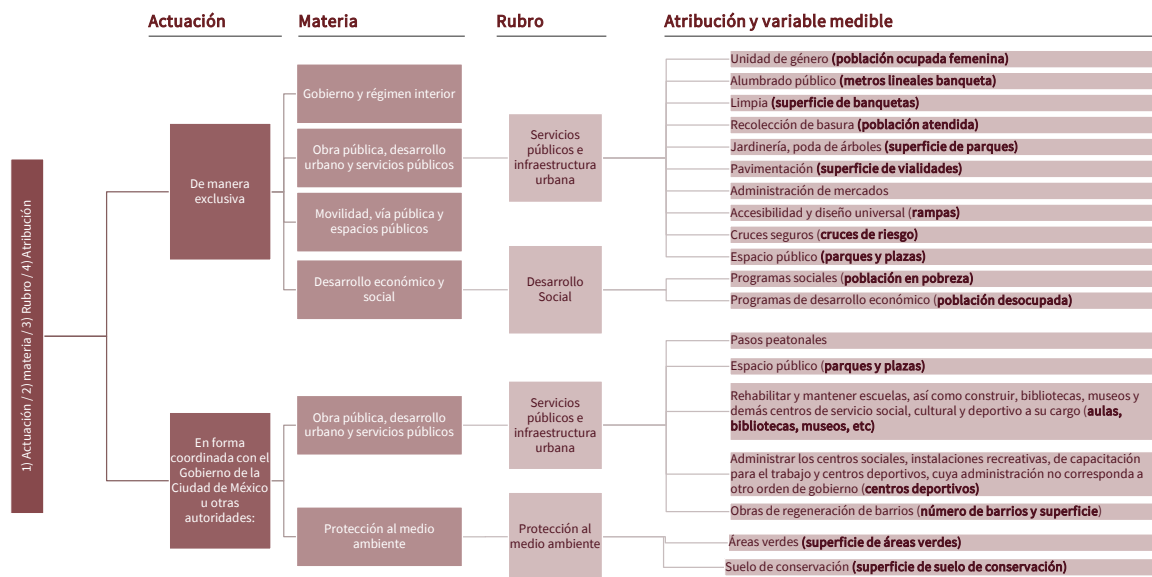 Actuación
Materia
Rubro
Atribución y variable medible
1) Actuación / 2) materia / 3) Rubro / 4) Atribución
De manera
exclusiva
Gobierno y régimen interior
Obra pública, desarrollo
urbano y servicios públicos
Movilidad, vía pública y
espacios públicos
Desarrollo económico y
social
Servicios
públicos e
infraestructura
urbana
Desarrollo
Social
Unidad de género (población ocupada femenina)
Alumbrado público (metros lineales banqueta)
Limpia (superficie de banquetas)
Recolección de basura (población atendida)
Jardinería, poda de árboles (superficie de parques)
Pavimentación (superficie de vialidades)
Administración de mercados
Accesibilidad y diseño universal (rampas)
Cruces seguros (cruces de riesgo)
Espacio público (parques y plazas)
Programas sociales (población en pobreza)
Programas de desarrollo económico (población desocupada)
En forma
coordinada con el
Gobierno de la
Ciudad de México
u otras
autoridades:
Obra pública, desarrollo
urbano y servicios públicos
Protección al medio
ambiente
Servicios
públicos e
infraestructura
urbana
Protección al
medio ambiente
Pasos peatonales
Espacio público (parques y plazas)
Rehabilitar y mantener escuelas, así como construir, bibliotecas, museos y
demás centros de servicio social, cultural y deportivo a su cargo (aulas,
bibliotecas, museos, etc)
Administrar los centros sociales, instalaciones recreativas, de capacitación
para el trabajo y centros deportivos, cuya administración no corresponda a
otro orden de gobierno (centros deportivos)
Obras de regeneración de barrios (número de barrios y superficie)
Áreas verdes (superficie de áreas verdes)
Suelo de conservación (superficie de suelo de conservación)